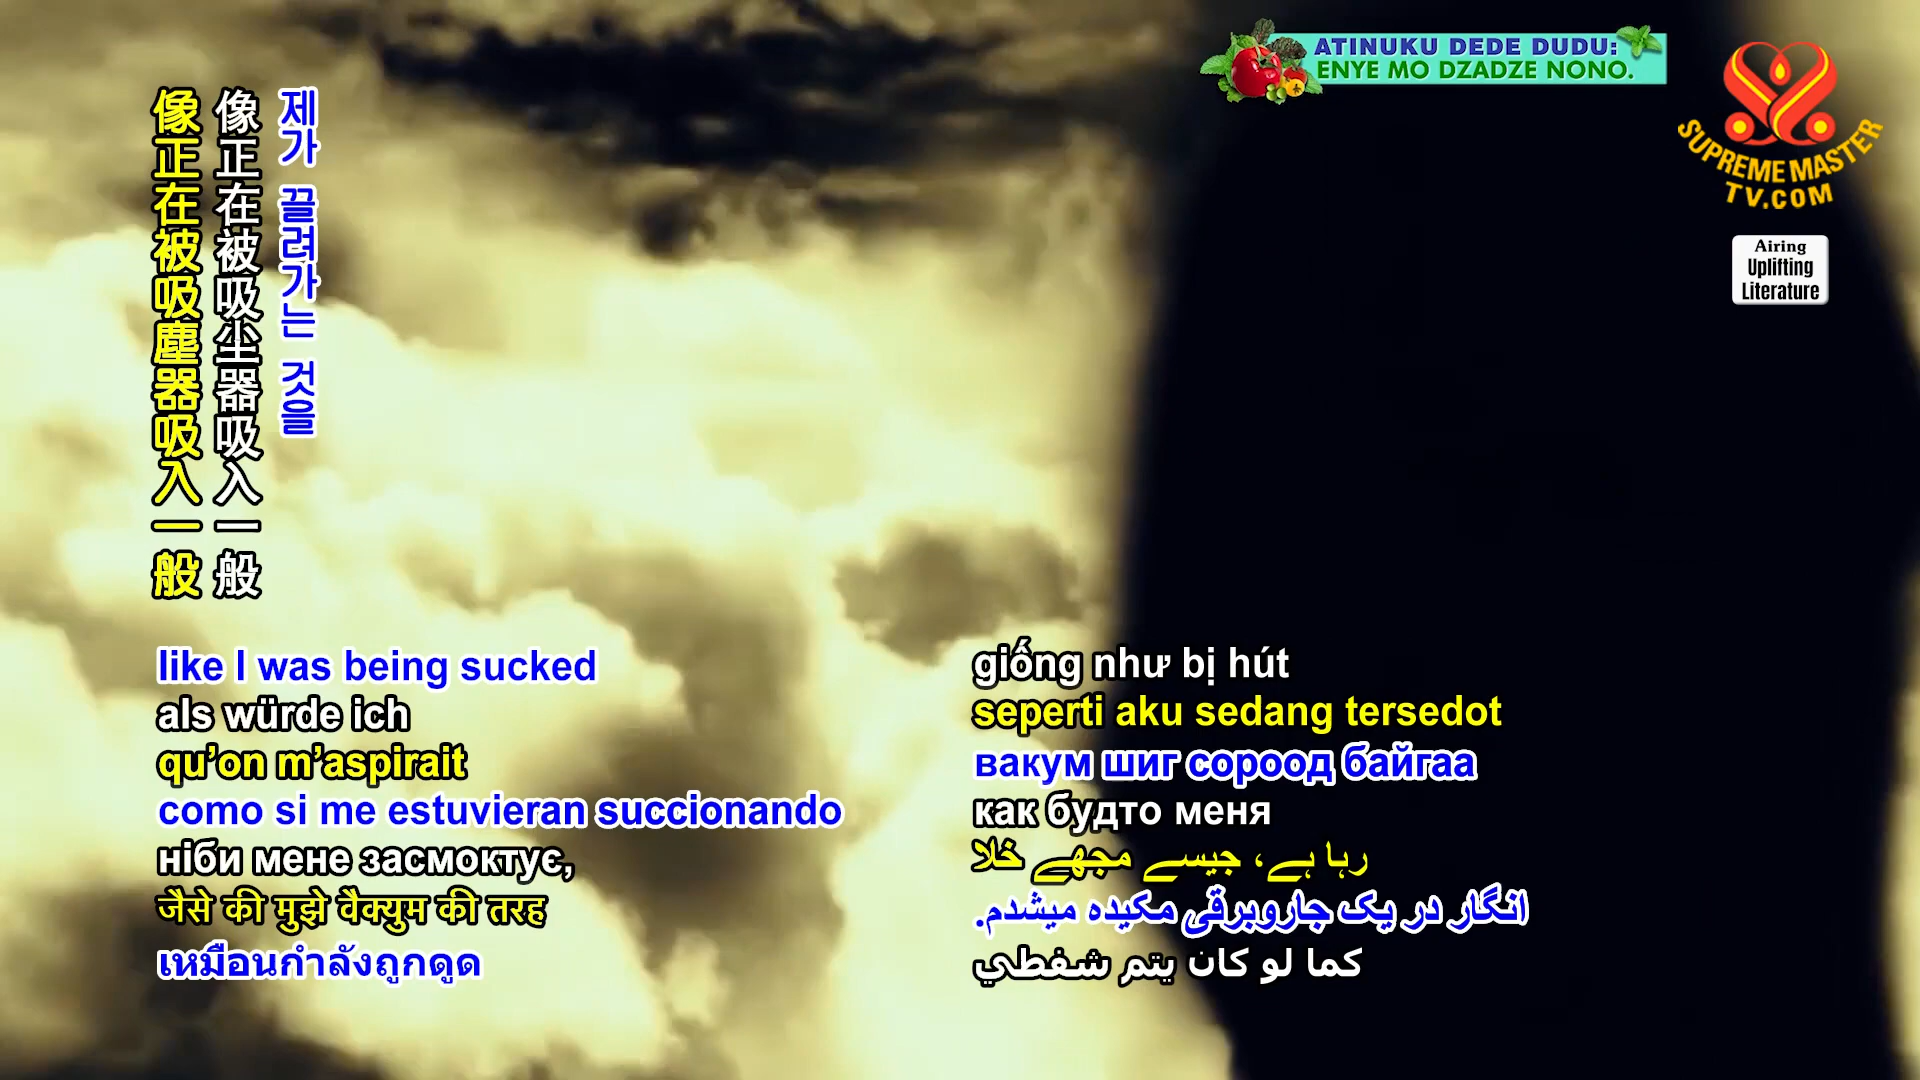 ATINUKU DEDE DUDU:
ENYE MO DZADZE NONO.
SUPREME MASTER
TV.COM
Airing
Uplifting
Literature
제가 끌려가는 것을
像正在被吸尘器吸入一般
像正在被吸塵器吸入一般
like I was being sucked
als würde ich
qu’on m’aspirait
como si me estuvieran succionando
ніби мене засмоктує,
जैसे की मुझे वैक्युम की तरह
เหมือนกำลังถูกดูด
giống như bị hút
seperti aku sedang tersedot
вакум шиг сороод байгаа
как будто меня
رہا ہے، جیسے مجھے خلا
انگار در یک جاروبرقی مکیده میشدم.
كما لو كان يتم شفطي